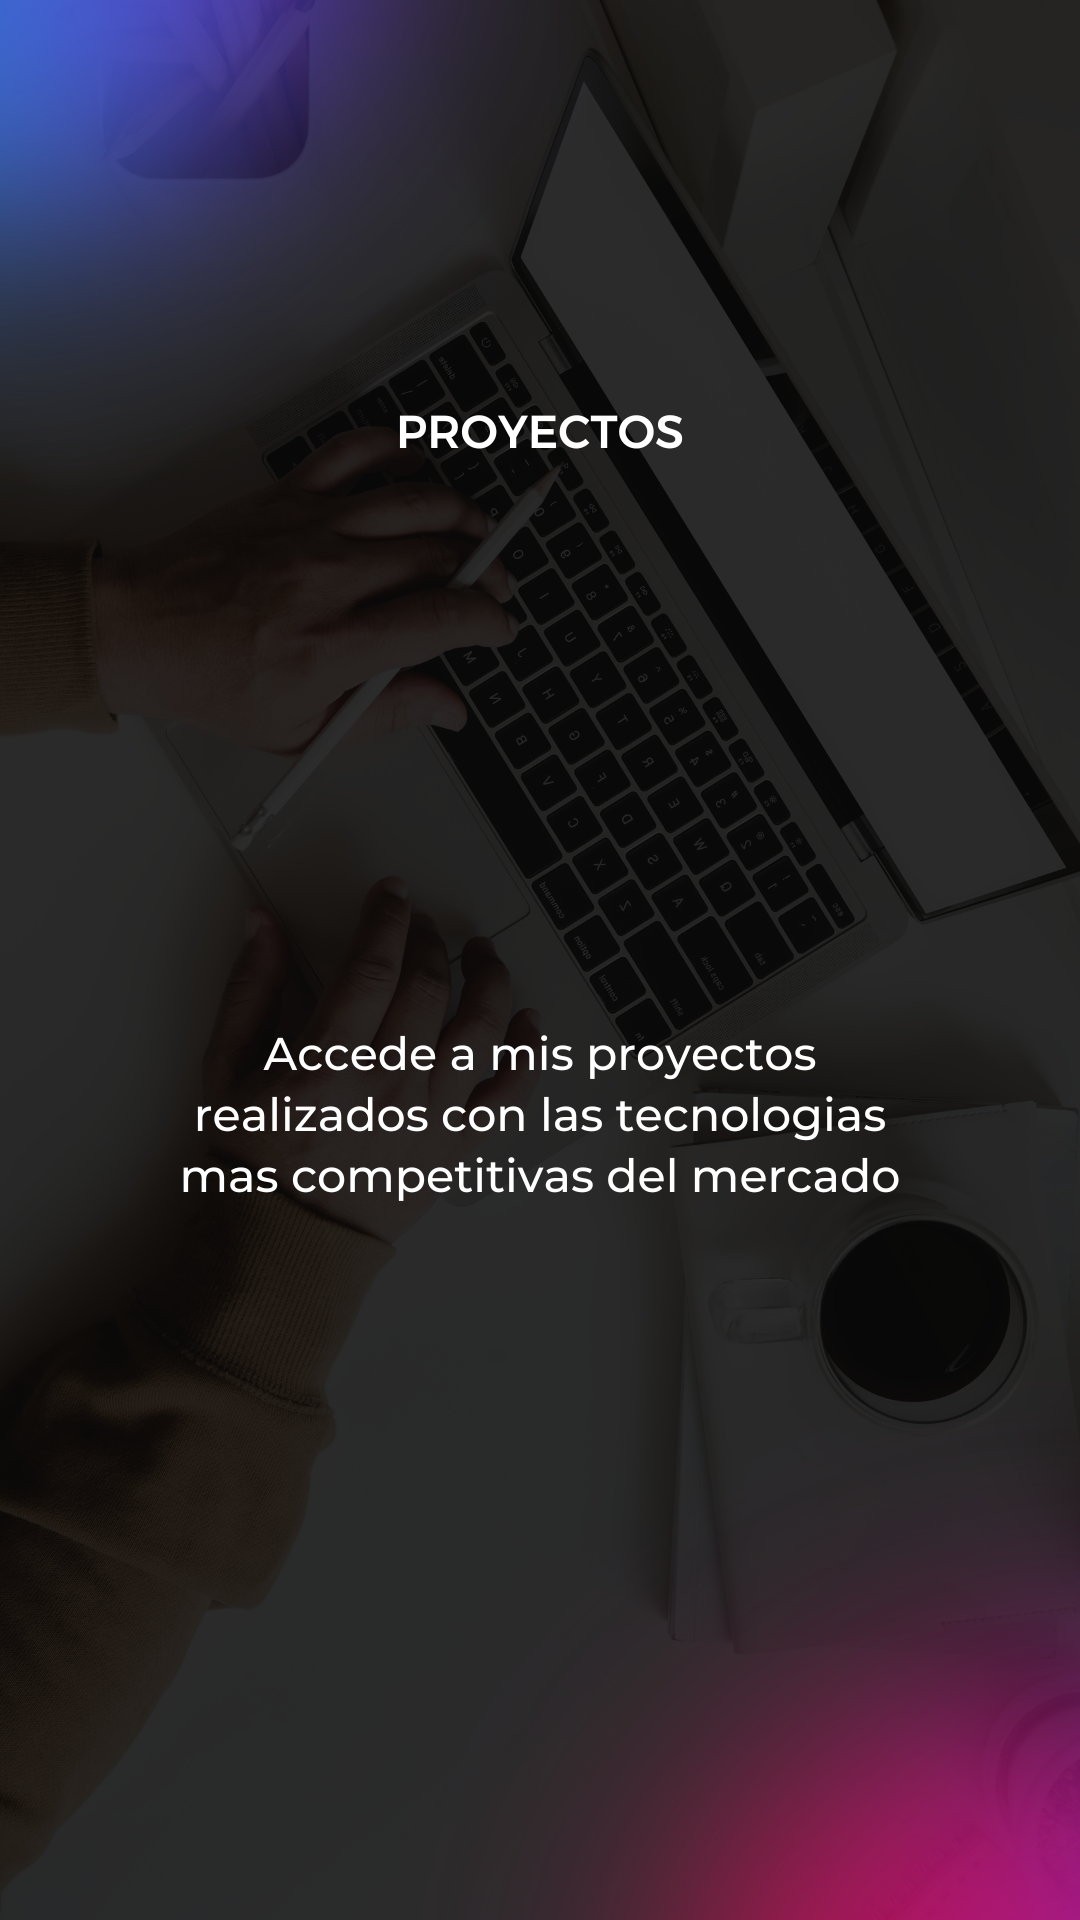 PROYECTOS
Accede a mis proyectos
realizados con las tecnologias
mas competitivas del mercado